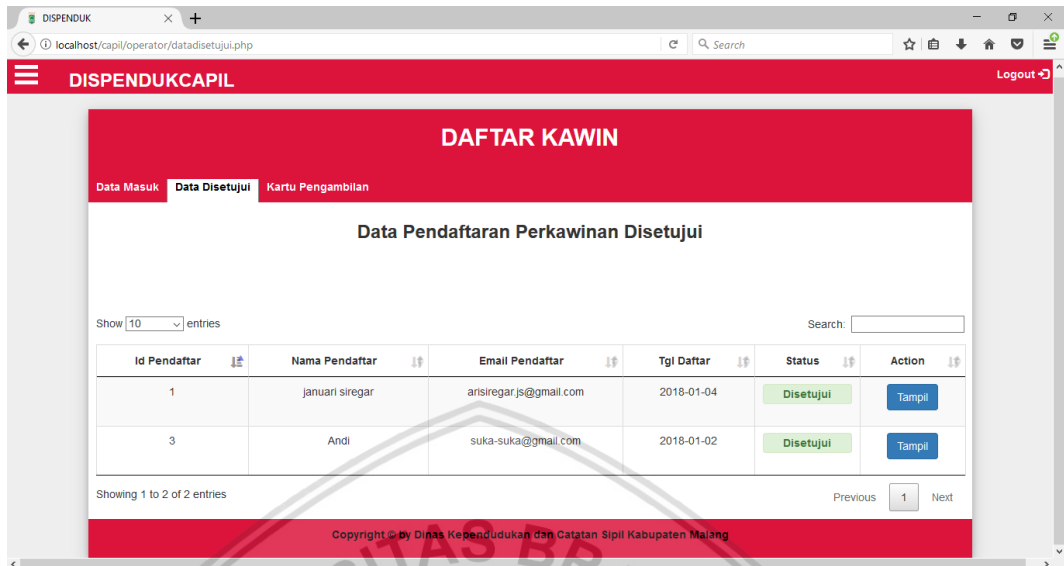 DISPENDUK
localhost/capil/operator/datadisetujui.php
Search
DISPENDUKCAPIL
Logout
DAFTAR KAWIN
Data Masuk Data Disetujui Kartu Pengambilan
Data Pendaftaran Perkawinan Disetujui
Show 10 entries Search:
Id Pendaftar Nama Pendaftar Email Pendaftar Tgl Daftar Status Action
1 januari siregar arisiregar.js@gmail.com 2018-01-04 Disetujui Tampil
3 Andi suka-suka@gmail.com 2018-01-02 Disetujui Tampil
Showing 1 to 2 of 2 entries Previous 1 Next
Copyright © by Dinas Kependudukan dan Catatan Sipil Kabupaten Malang